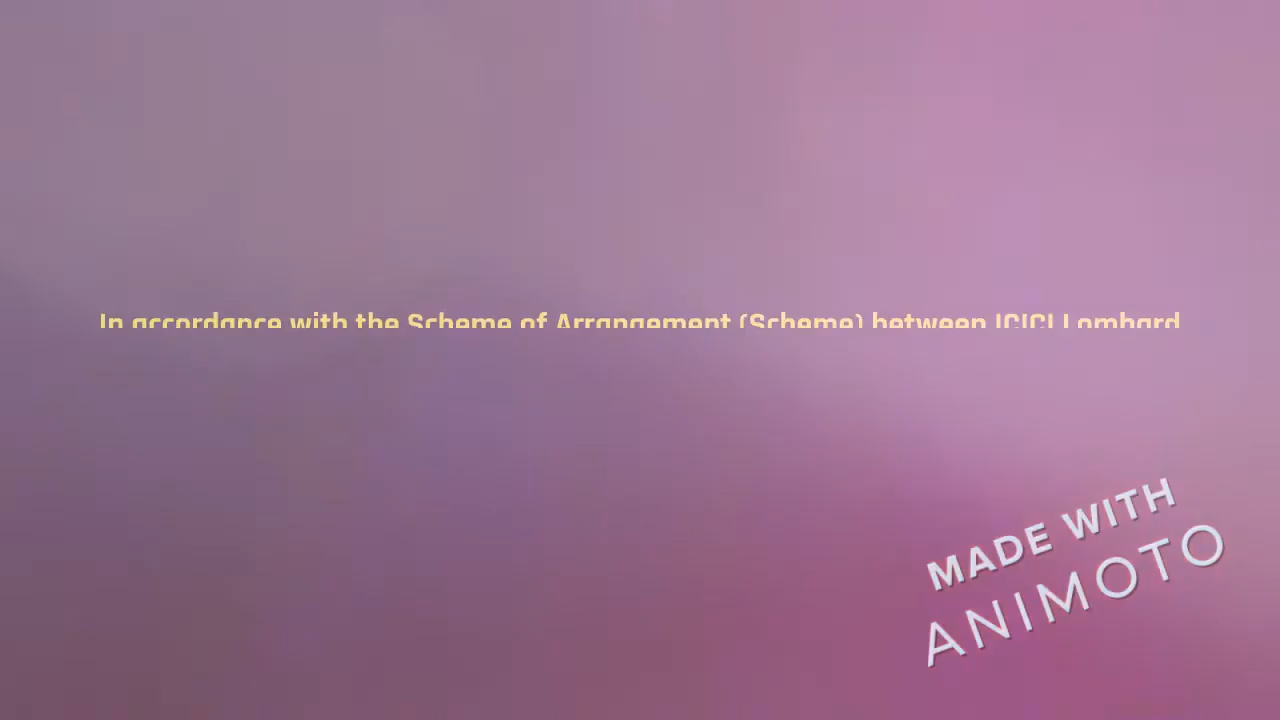 In accordance with the Scheme of Arrangement (Scheme) between ICICI Lombard
MADE WITH
ANIMOTO